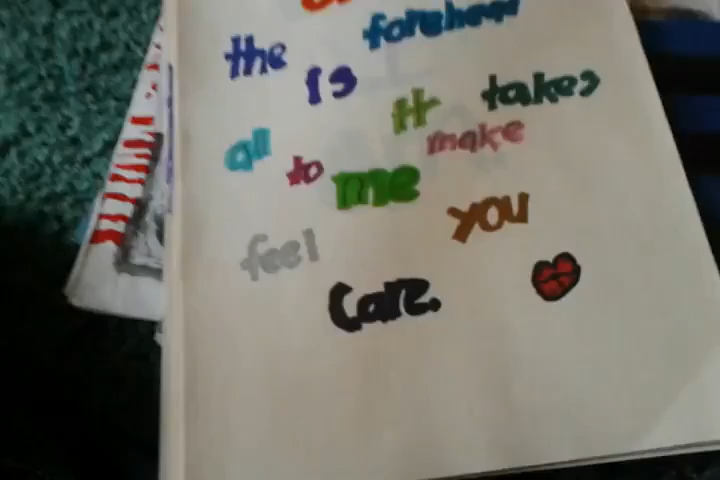 the forehead
is
it takes
all to make
me
feel you
care.